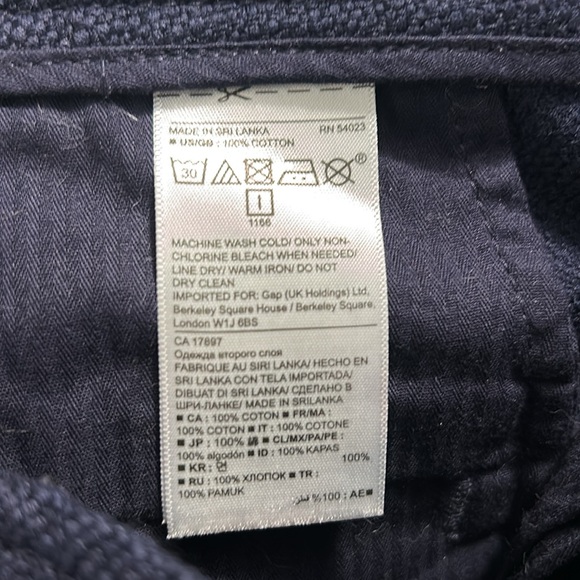 MADE IN SRI LANKA RN 54023
■ US/GB : 100% COTTON
30
®
I
1166
MACHINE WASH COLD/ ONLY NON-
CHLORINE BLEACH WHEN NEEDED/
LINE DRY/ WARM IRON/ DO NOT
DRY CLEAN
IMPORTED FOR: Gap (UK Holdings) Ltd,
Berkeley Square House / Berkeley Square,
London W1J 6BS
CA 17897
Одежда второго слоя
FABRIQUE AU SRI LANKA/ HECHO EN
SRI LANKA CON TELA IMPORTADA/
DIBUAT DI SRI LANKA/ СДЕЛАНО В
ШРИ-ЛАНКЕ/ MADE IN SRILANKA
■ CA : 100% COTON ■ FR/MA :
100% COTON ■ IT : 100% COTONE
■ JP : 100% 綿 ■ CL/MX/PA/PE :
100% algodón ■ ID : 100% KAPAS
■ KR : 면 100%
■ RU : 100% ХЛОПОК ■ TR :
100% PAMUK
%100 : AE■